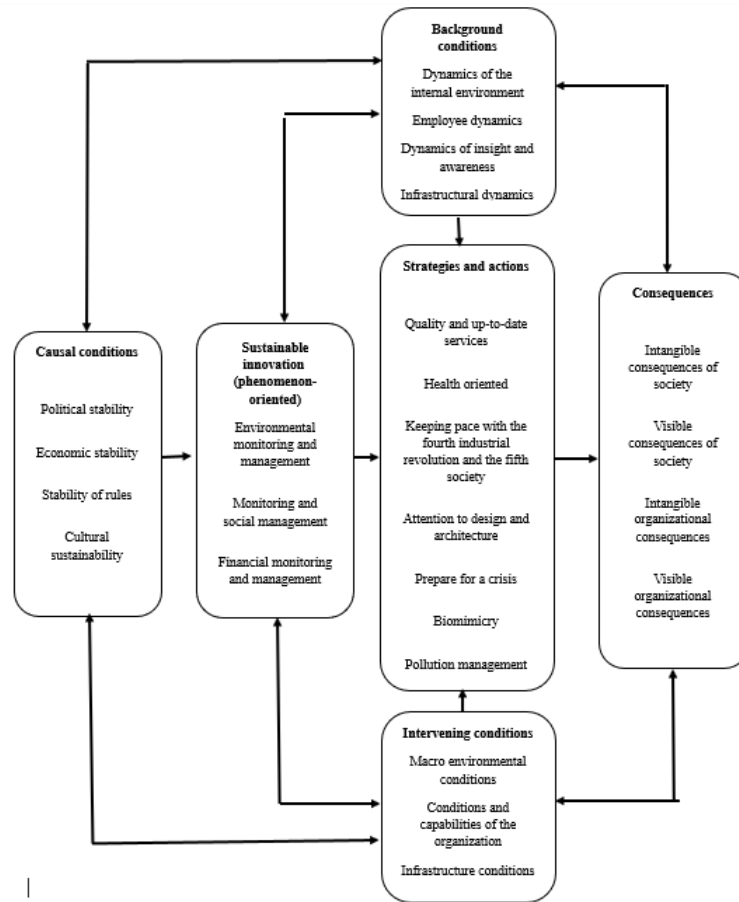 Background
conditions
Dynamics of the
internal environment
Employee dynamics
Dynamics of insight and
awareness
Infrastructural dynamics
Causal conditions
Political stability
Economic stability
Stability of rules
Cultural
sustainability
Sustainable
innovation
(phenomenon-
oriented)
Environmental
monitoring and
management
Monitoring and
social management
Financial monitoring
and management
Strategies and actions
Quality and up-to-date
services
Health oriented
Keeping pace with the
fourth industrial
revolution and the fifth
society
Attention to design and
architecture
Prepare for a crisis
Biomimicry
Pollution management
Consequences
Intangible
consequences of
society
Visible
consequences of
society
Intangible
organizational
consequences
Visible
organizational
consequences
Intervening conditions
Macro environmental
conditions
Conditions and
capabilities of the
organization
Infrastructure conditions